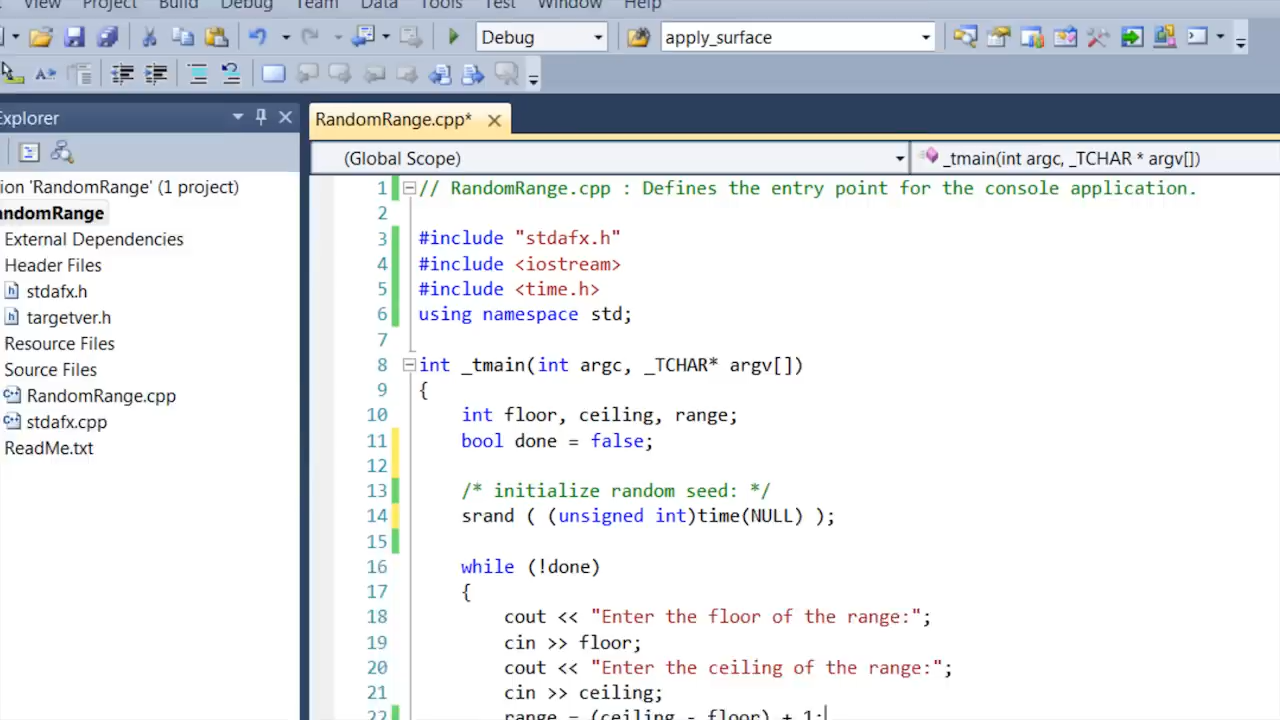 View Project Build Debug Team Data Tools Test Window Help
Debug apply_surface
Explorer
RandomRange.cpp*
(Global Scope) _tmain(int argc, _TCHAR * argv[])
ion 'RandomRange' (1 project)
andomRange
External Dependencies
Header Files
stdafx.h
targetver.h
Resource Files
Source Files
RandomRange.cpp
stdafx.cpp
ReadMe.txt
1 // RandomRange.cpp : Defines the entry point for the console application.
2
3 #include "stdafx.h"
4 #include <iostream>
5 #include <time.h>
6 using namespace std;
7
8 int _tmain(int argc, _TCHAR* argv[])
9 {
10 int floor, ceiling, range;
11 bool done = false;
12
13 /* initialize random seed: */
14 srand ( (unsigned int)time(NULL) );
15
16 while (!done)
17 {
18 cout << "Enter the floor of the range:";
19 cin >> floor;
20 cout << "Enter the ceiling of the range:";
21 cin >> ceiling;
22 range = (ceiling - floor) + 1;